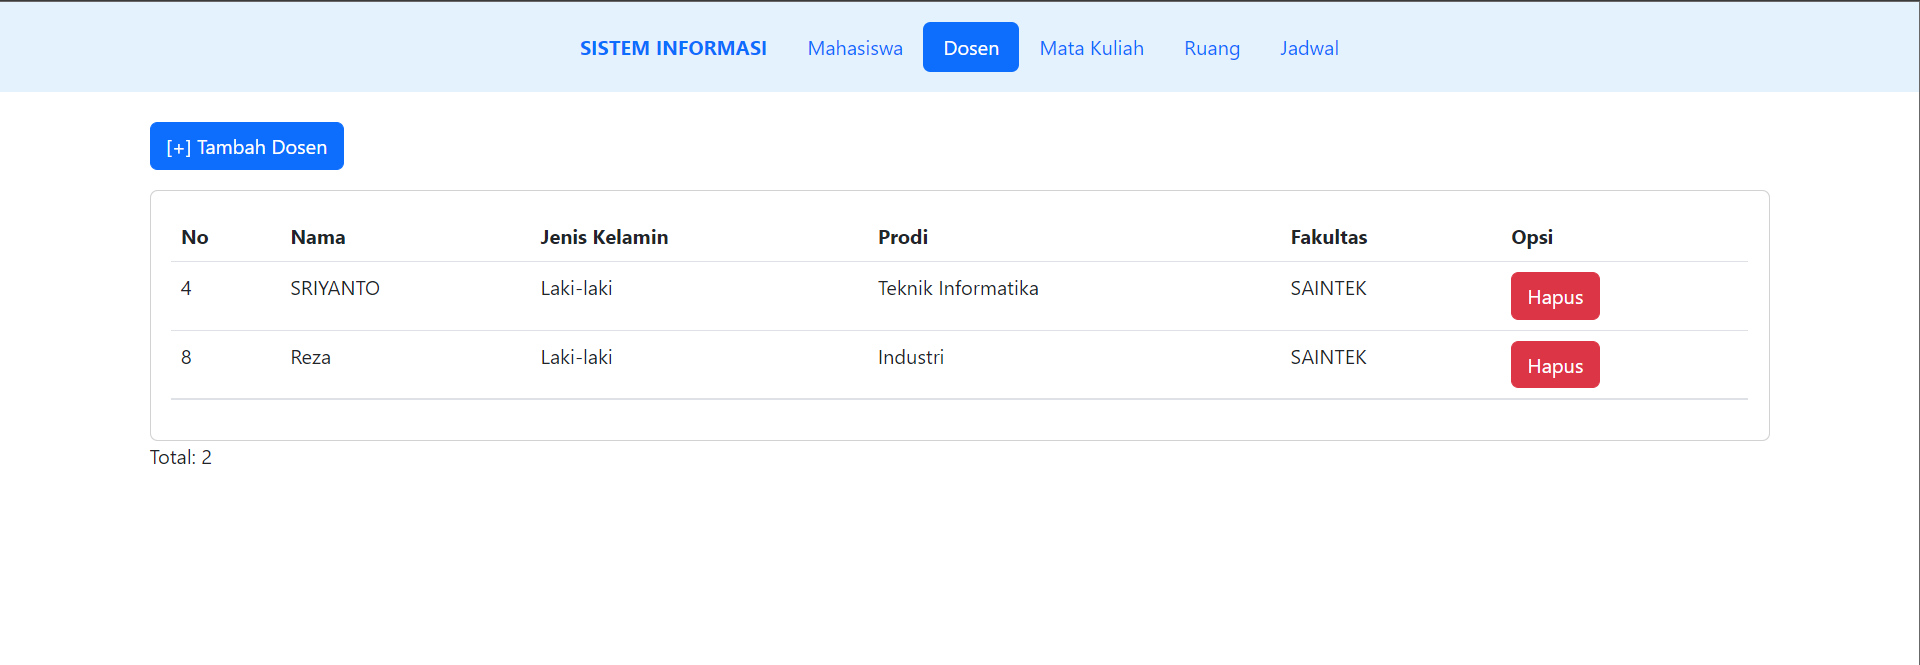 SISTEM INFORMASI Mahasiswa Dosen Mata Kuliah Ruang Jadwal
[+] Tambah Dosen
No Nama Jenis Kelamin Prodi Fakultas Opsi
4 SRIYANTO Laki-laki Teknik Informatika SAINTEK Hapus
8 Reza Laki-laki Industri SAINTEK Hapus
Total: 2